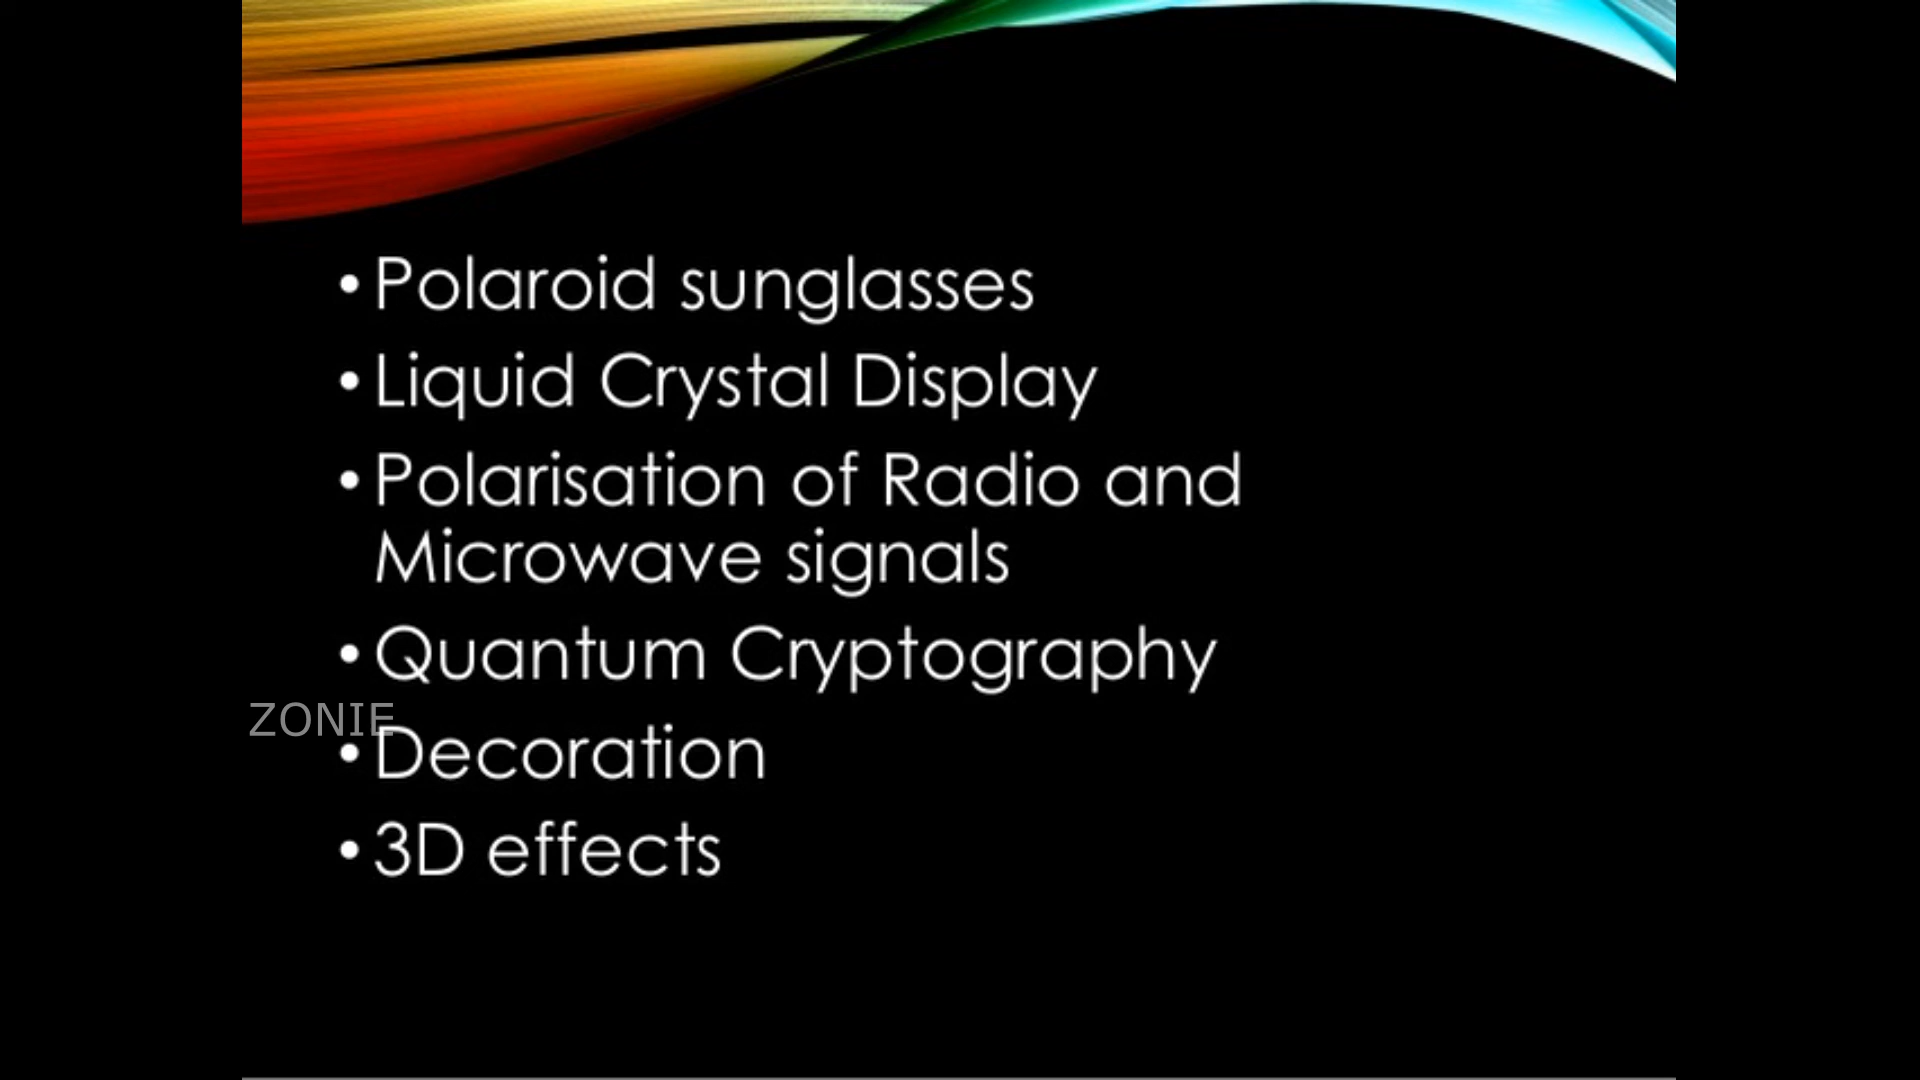 • Polaroid sunglasses
• Liquid Crystal Display
• Polarisation of Radio and
Microwave signals
• Quantum Cryptography
ZONIE
• Decoration
• 3D effects